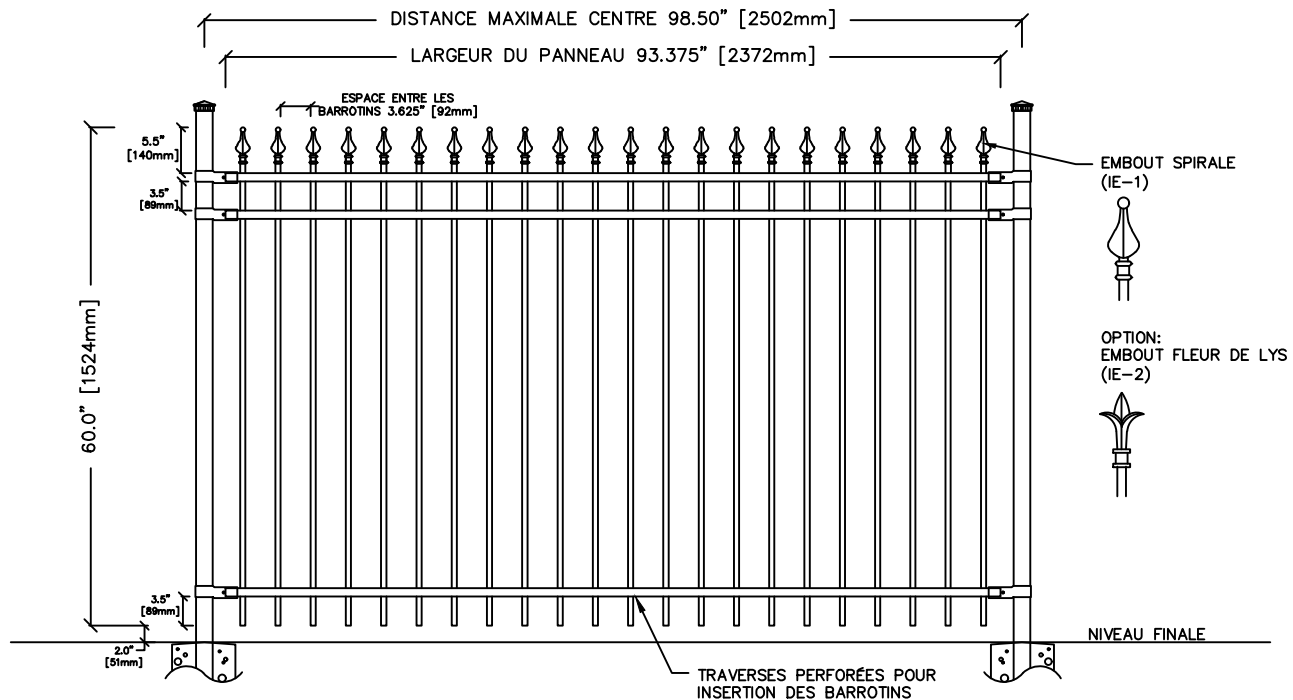 DISTANCE MAXIMALE CENTRE 98.50" [2502mm]
LARGEUR DU PANNEAU 93.375" [2372mm]
ESPACE ENTRE LES
BARROTINS 3.625" [92mm]
5.5"
[140mm]
3.5"
[89mm]
60.0" [1524mm]
3.5"
[89mm]
2.0"
[51mm]
EMBOUT SPIRALE
(IE-1)
OPTION:
EMBOUT FLEUR DE LYS
(IE-2)
NIVEAU FINALE
TRAVERSES PERFORÉES POUR
INSERTION DES BARROTINS